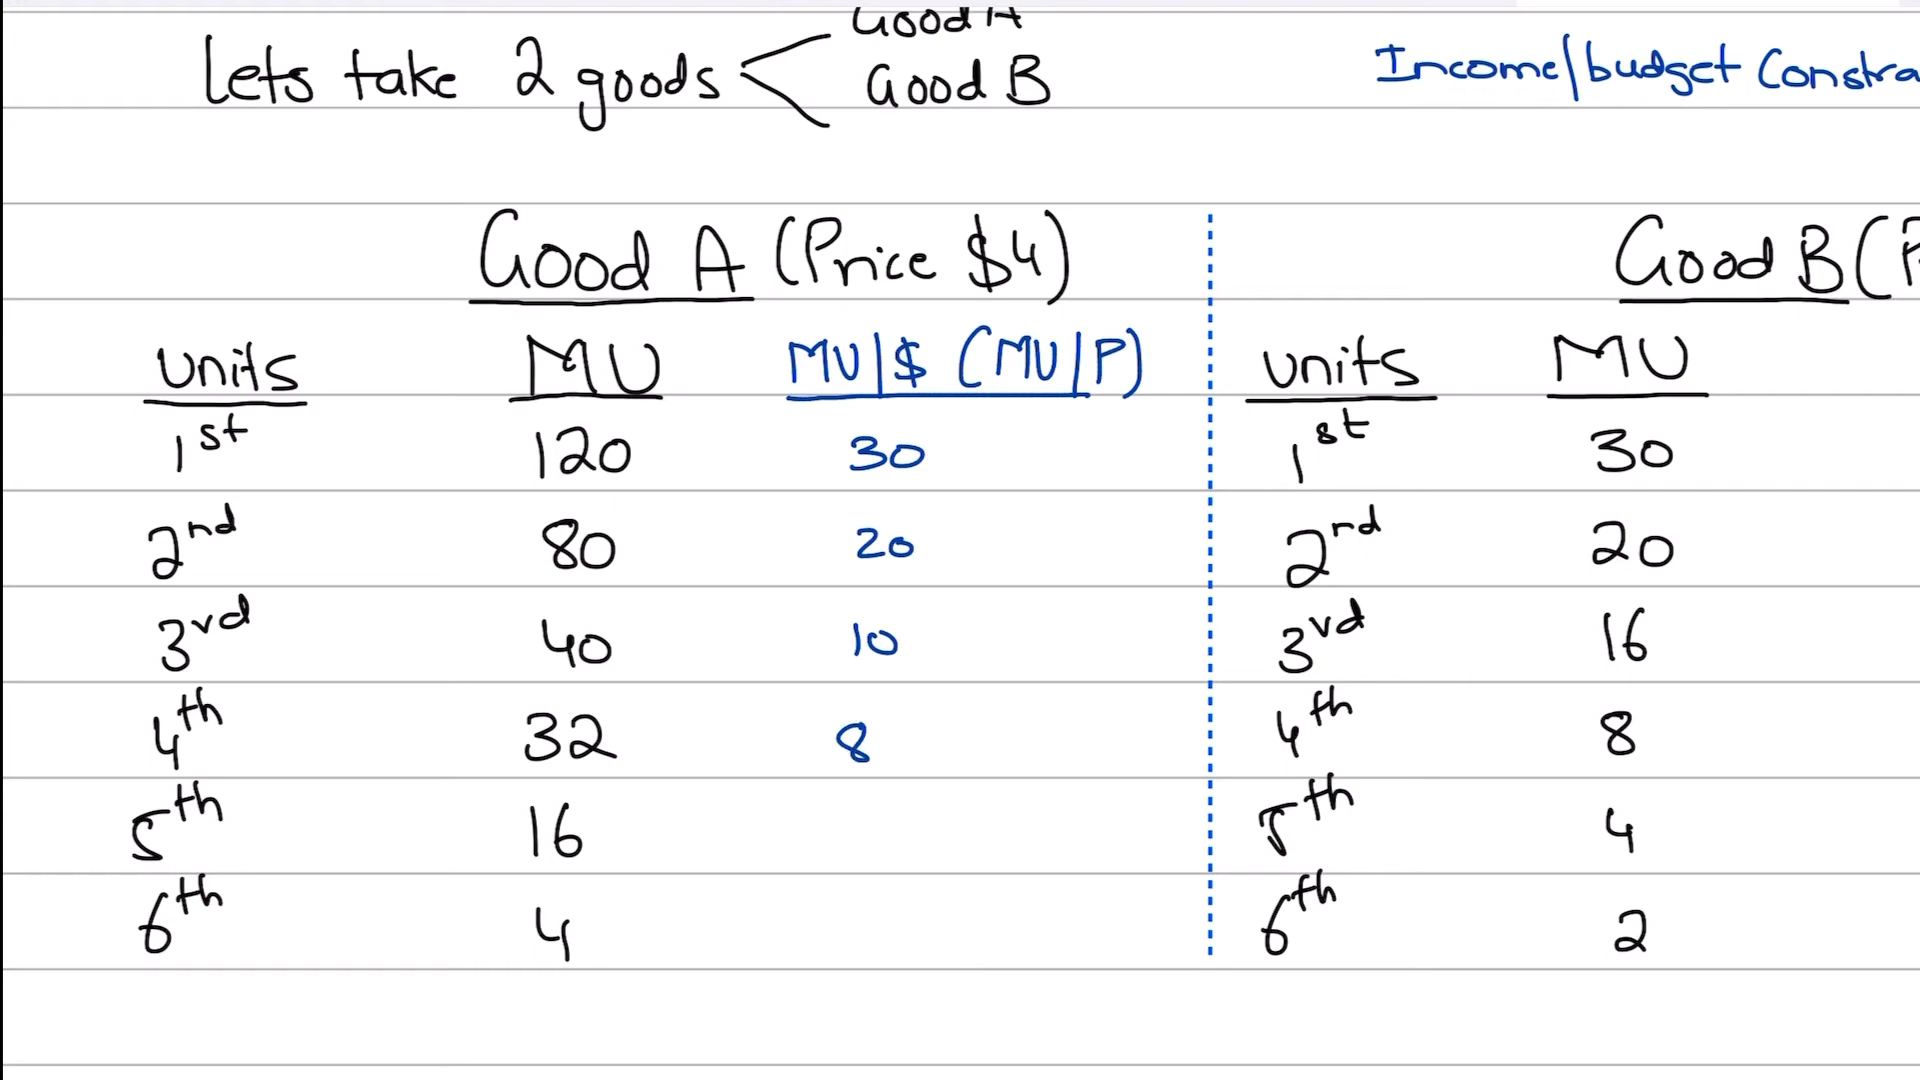 Good A
Lets take 2 goods
Good B
Income/budget Constra
Good A (Price $4)
Good B (P
units MU MU/$ (MU/P) units MU
1st 120 30 1st 30
2nd 80 20 2nd 20
3rd 40 10 3rd 16
4th 32 8 4th 8
5th 16 5th 4
6th 4 6th 2